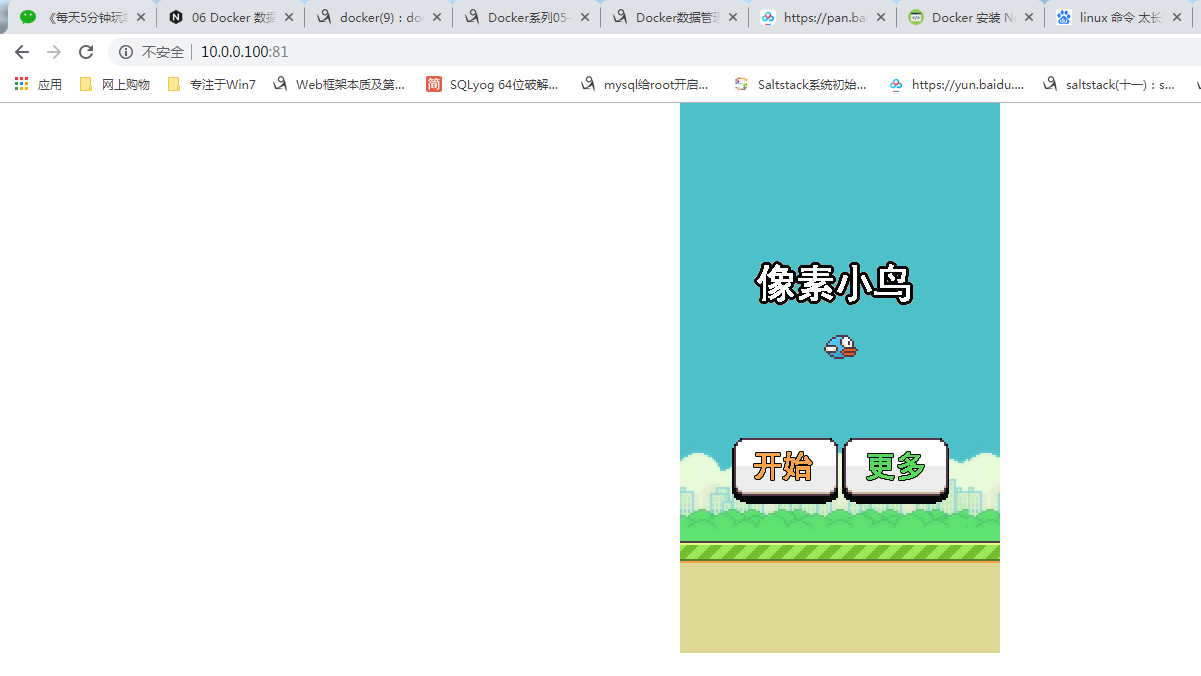 《每天5分钟玩 06 Docker 数据 docker(9)：do Docker系列05- Docker数据管 https://pan.ba Docker 安装 N linux 命令 太长
不安全 10.0.0.100:81
应用 网上购物 专注于Win7 Web框架本质及第... 简 SQLyog 64位破解... mysql给root开启... Saltstack系统初始... https://yun.baidu.... saltstack(十一)：s...
像素小鸟
开始 更多